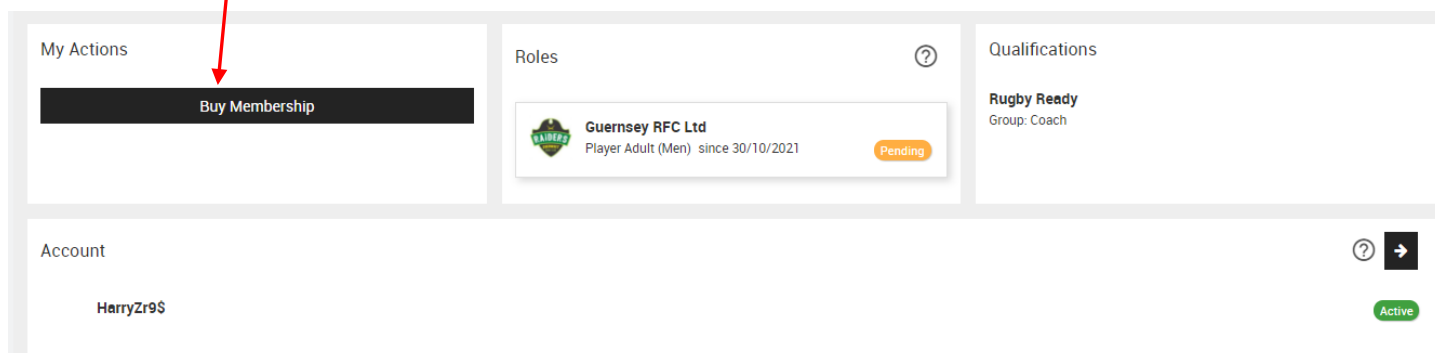 My Actions
Buy Membership
Roles
?
RAIDERS
Guernsey RFC Ltd
Player Adult (Men) since 30/10/2021
Pending
Qualifications
Rugby Ready
Group: Coach
Account
?
HarryZr9$
Active